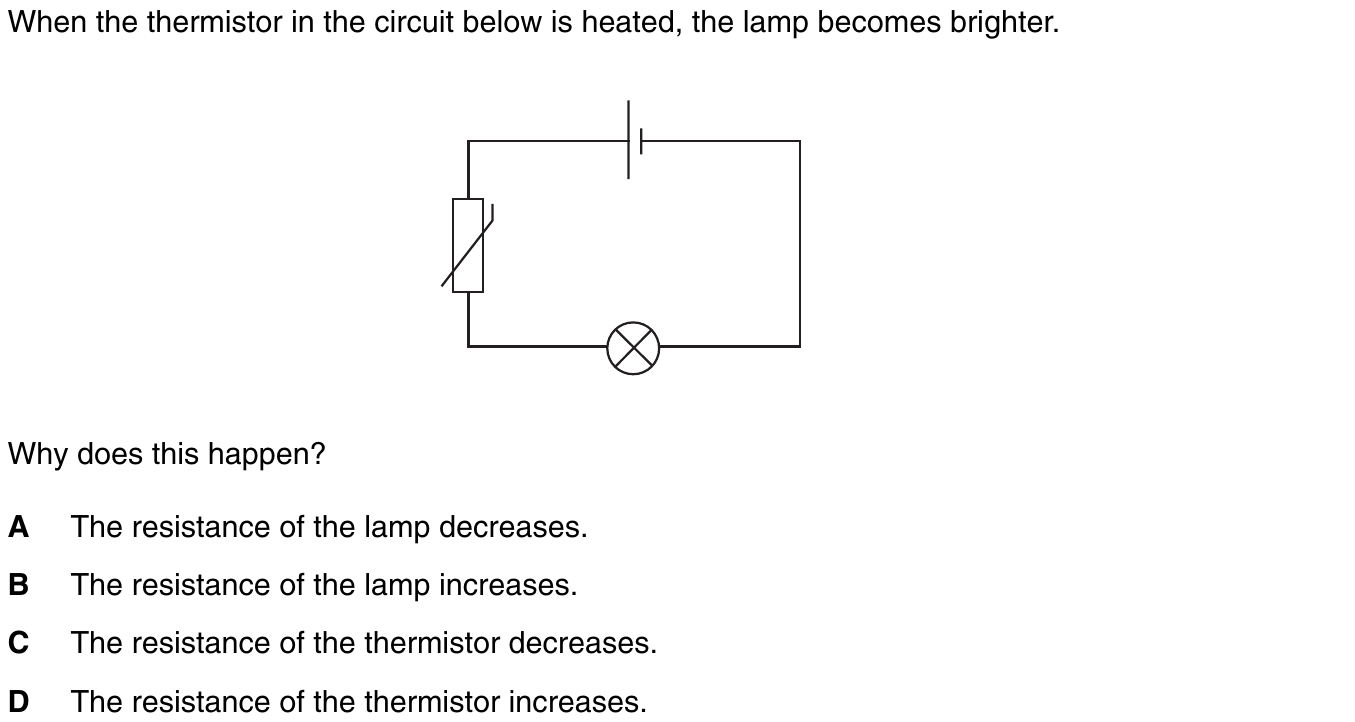 When the thermistor in the circuit below is heated, the lamp becomes brighter.
Why does this happen?
A The resistance of the lamp decreases.
B The resistance of the lamp increases.
C The resistance of the thermistor decreases.
D The resistance of the thermistor increases.